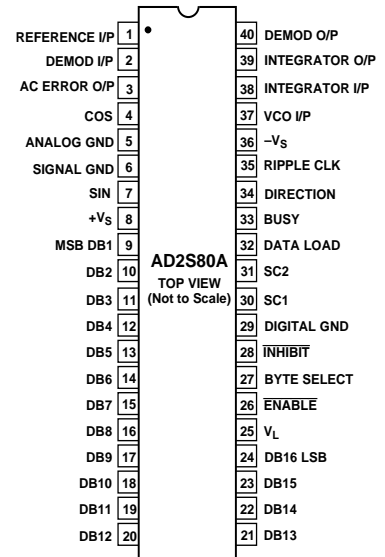 REFERENCE I/P 1
DEMOD I/P 2
AC ERROR O/P 3
COS 4
ANALOG GND 5
SIGNAL GND 6
SIN 7
+VS 8
MSB DB1 9
DB2 10
DB3 11
DB4 12
DB5 13
DB6 14
DB7 15
DB8 16
DB9 17
DB10 18
DB11 19
DB12 20
AD2S80A
TOP VIEW
(Not to Scale)
40 DEMOD O/P
39 INTEGRATOR O/P
38 INTEGRATOR I/P
37 VCO I/P
36 –VS
35 RIPPLE CLK
34 DIRECTION
33 BUSY
32 DATA LOAD
31 SC2
30 SC1
29 DIGITAL GND
28 INHIBIT
27 BYTE SELECT
26 ENABLE
25 VL
24 DB16 LSB
23 DB15
22 DB14
21 DB13